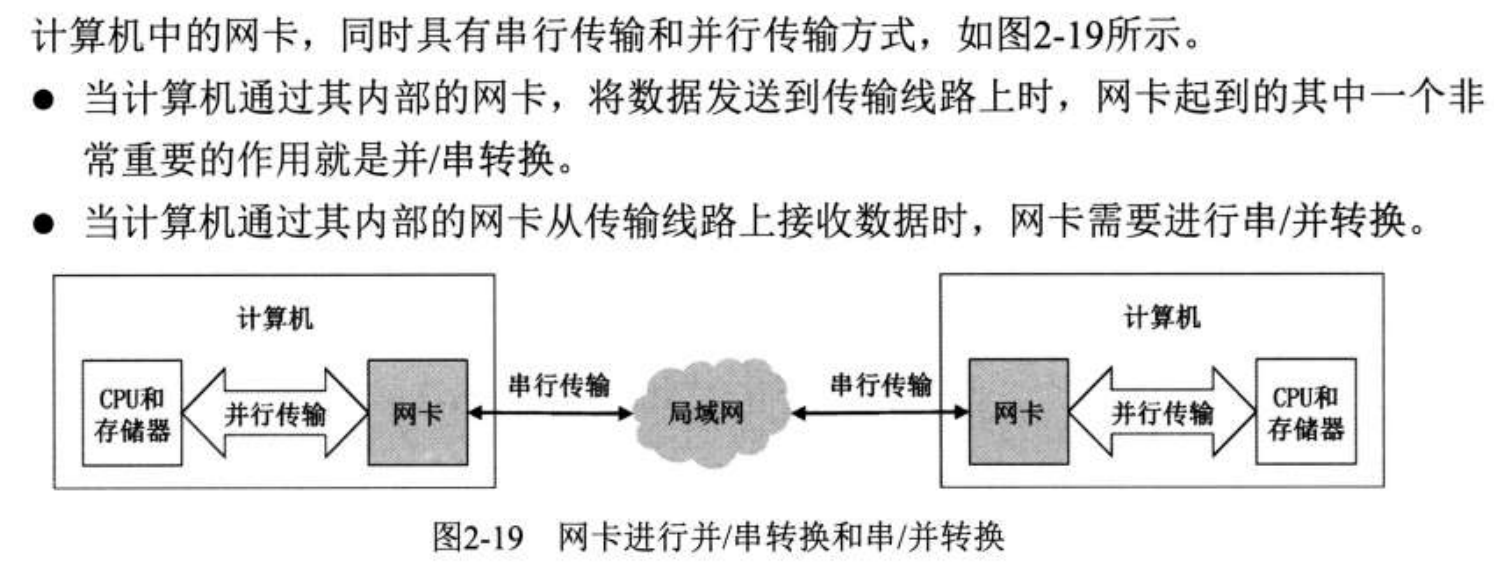 计算机中的网卡，同时具有串行传输和并行传输方式，如图2-19所示。
● 当计算机通过其内部的网卡，将数据发送到传输线路上时，网卡起到的其中一个非
常重要的作用就是并/串转换。
● 当计算机通过其内部的网卡从传输线路上接收数据时，网卡需要进行串/并转换。
计算机
计算机
CPU和
存储器
并行传输
网卡
串行传输
局域网
串行传输
网卡
并行传输
CPU和
存储器
图2-19 网卡进行并/串转换和串/并转换